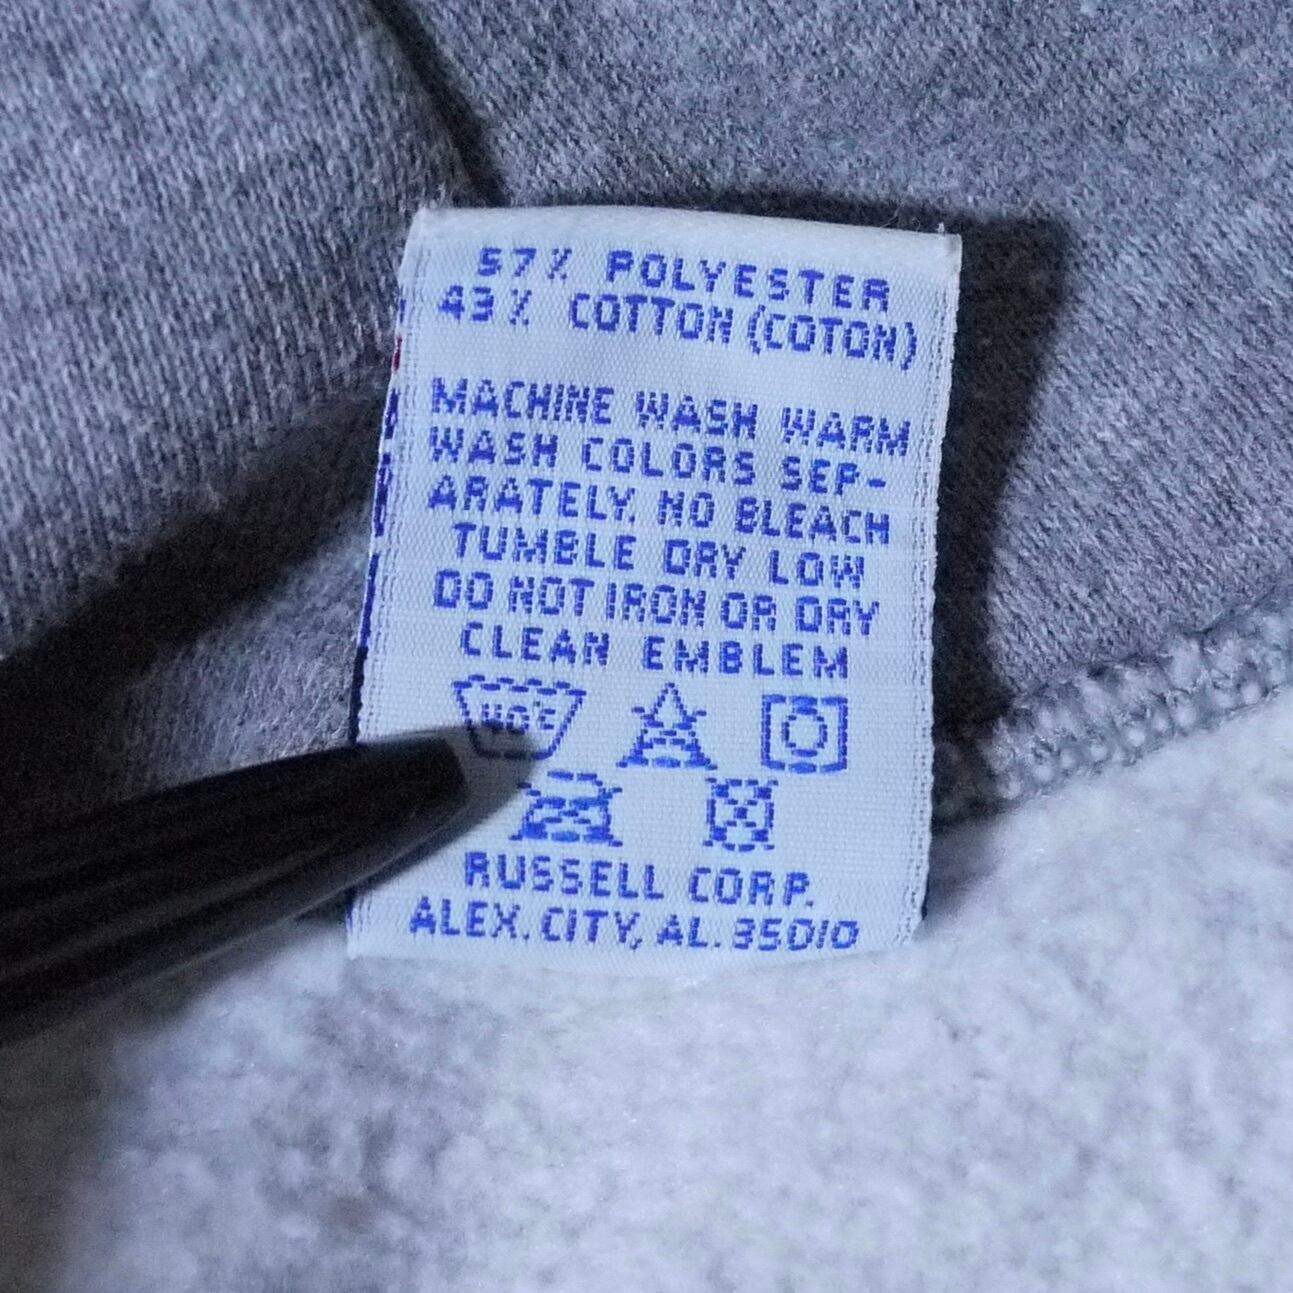 57% POLYESTER
43% COTTON (COTON)
MACHINE WASH WARM
WASH COLORS SEP-
ARATELY. NO BLEACH
TUMBLE DRY LOW
DO NOT IRON OR DRY
CLEAN EMBLEM
40°C
RUSSELL CORP.
ALEX. CITY, AL. 35010